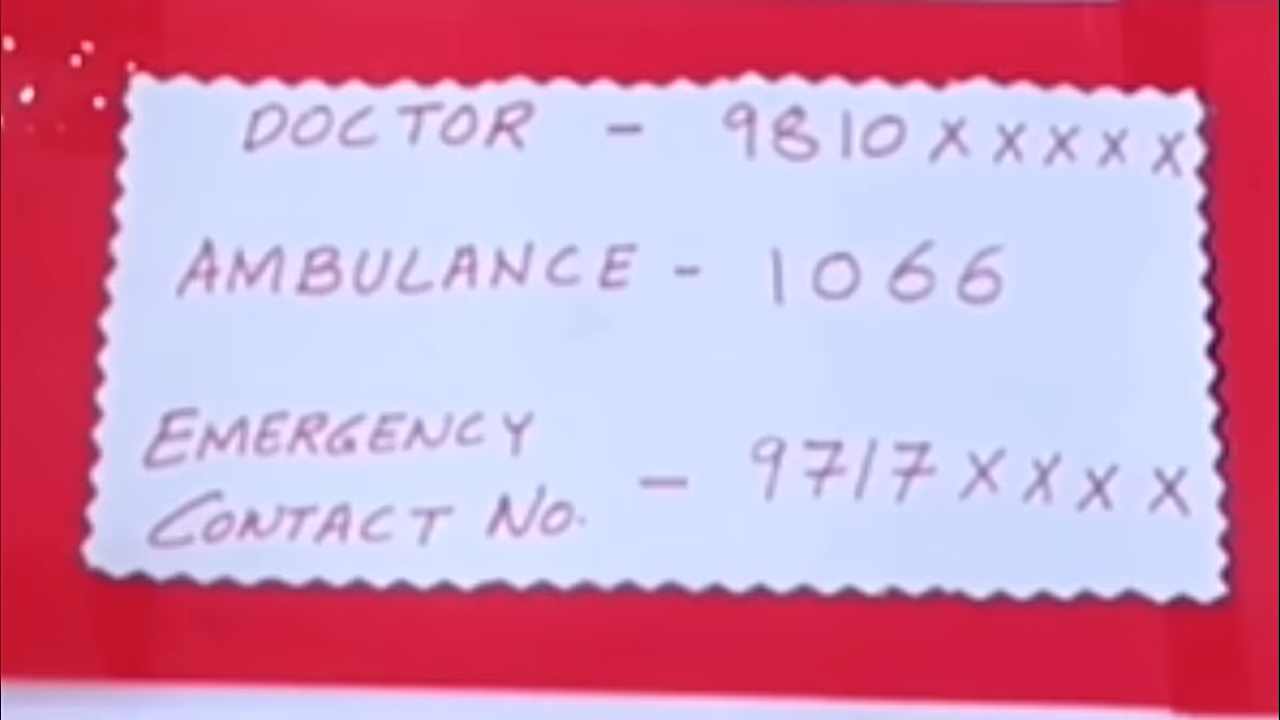 DOCTOR - 9810xxxxx
AMBULANCE - 1066
EMERGENCY
CONTACT NO. - 9717xxxx